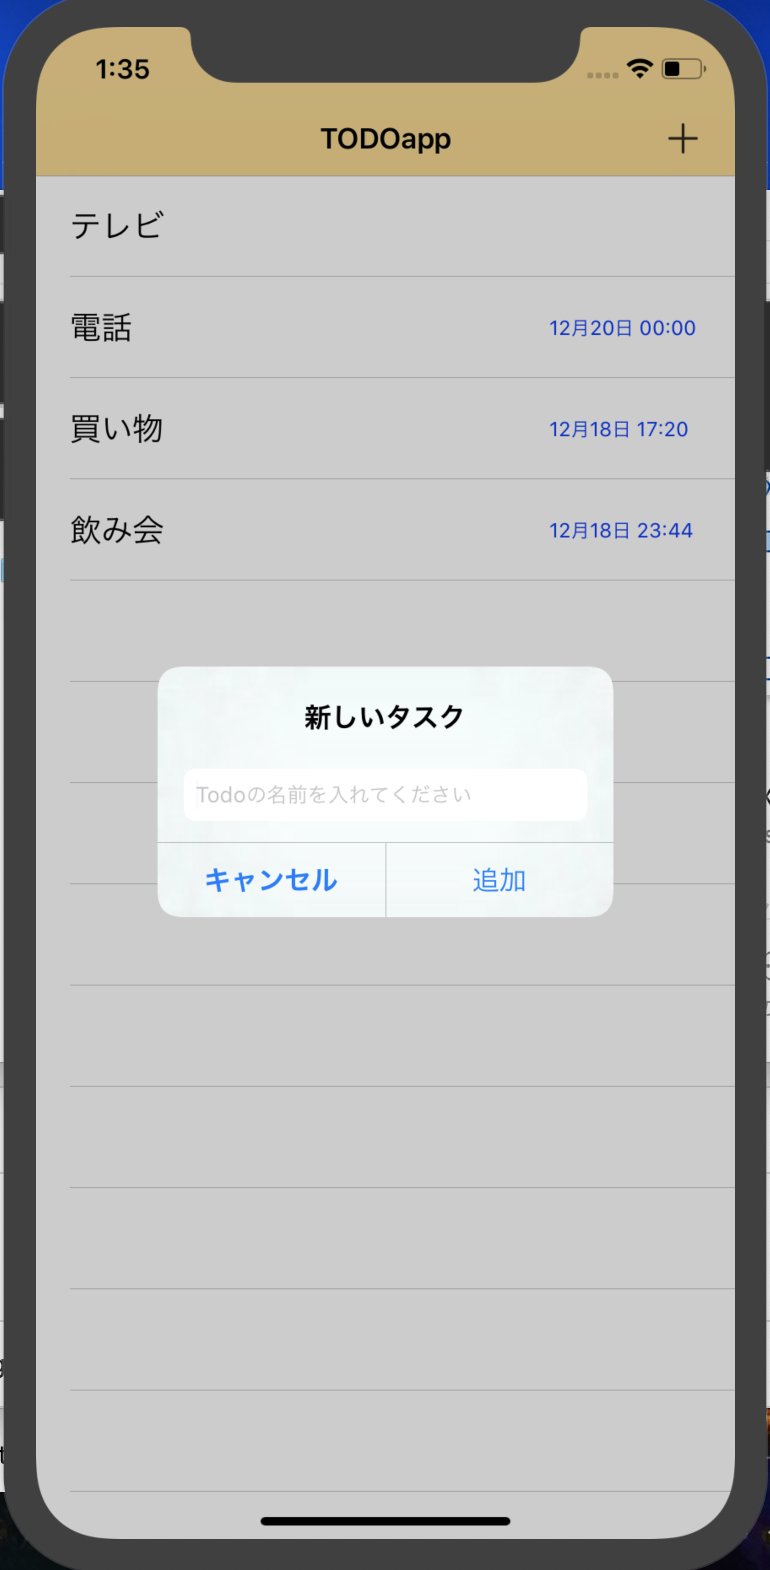 1:35
TODOapp
テレビ
電話 12月20日 00:00
買い物 12月18日 17:20
飲み会 12月18日 23:44
新しいタスク
Todoの名前を入れてください
キャンセル 追加